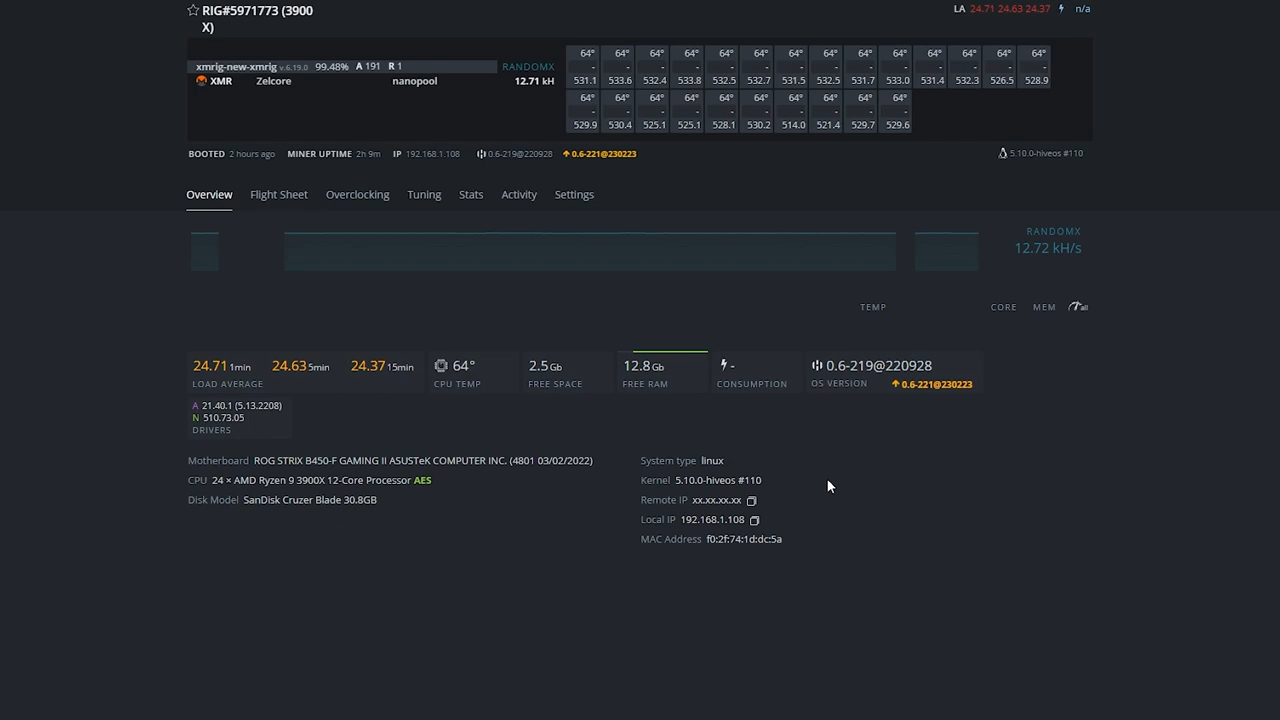 RIG#5971773 (3900
X)
LA 24.71 24.63 24.37 n/a
xmrig-new-xmrig v.6.19.0 99.48% A 191 R 1 RANDOMX
XMR Zelcore nanopool 12.71 kH
64° 64° 64° 64° 64° 64° 64° 64° 64° 64° 64° 64° 64° 64°
- - - - - - - - - - - - - -
531.1 533.6 532.4 533.8 532.5 532.7 531.5 532.5 531.7 533.0 531.4 532.3 526.5 528.9
64° 64° 64° 64° 64° 64° 64° 64° 64° 64°
- - - - - - - - - -
529.9 530.4 525.1 525.1 528.1 530.2 514.0 521.4 529.7 529.6
BOOTED 2 hours ago MINER UPTIME 2h 9m IP 192.168.1.108 0.6-219@220928 0.6-221@230223 5.10.0-hiveos #110
Overview Flight Sheet Overclocking Tuning Stats Activity Settings
RANDOMX
12.72 kH/s
TEMP CORE MEM all
24.71 1min 24.63 5min 24.37 15min
LOAD AVERAGE
64°
CPU TEMP
2.5 Gb
FREE SPACE
12.8 Gb
FREE RAM
-
CONSUMPTION
0.6-219@220928
OS VERSION 0.6-221@230223
A 21.40.1 (5.13.2208)
N 510.73.05
DRIVERS
Motherboard ROG STRIX B450-F GAMING II ASUSTeK COMPUTER INC. (4801 03/02/2022)
CPU 24 × AMD Ryzen 9 3900X 12-Core Processor AES
Disk Model SanDisk Cruzer Blade 30.8GB
System type linux
Kernel 5.10.0-hiveos #110
Remote IP xx.xx.xx.xx
Local IP 192.168.1.108
MAC Address f0:2f:74:1d:dc:5a